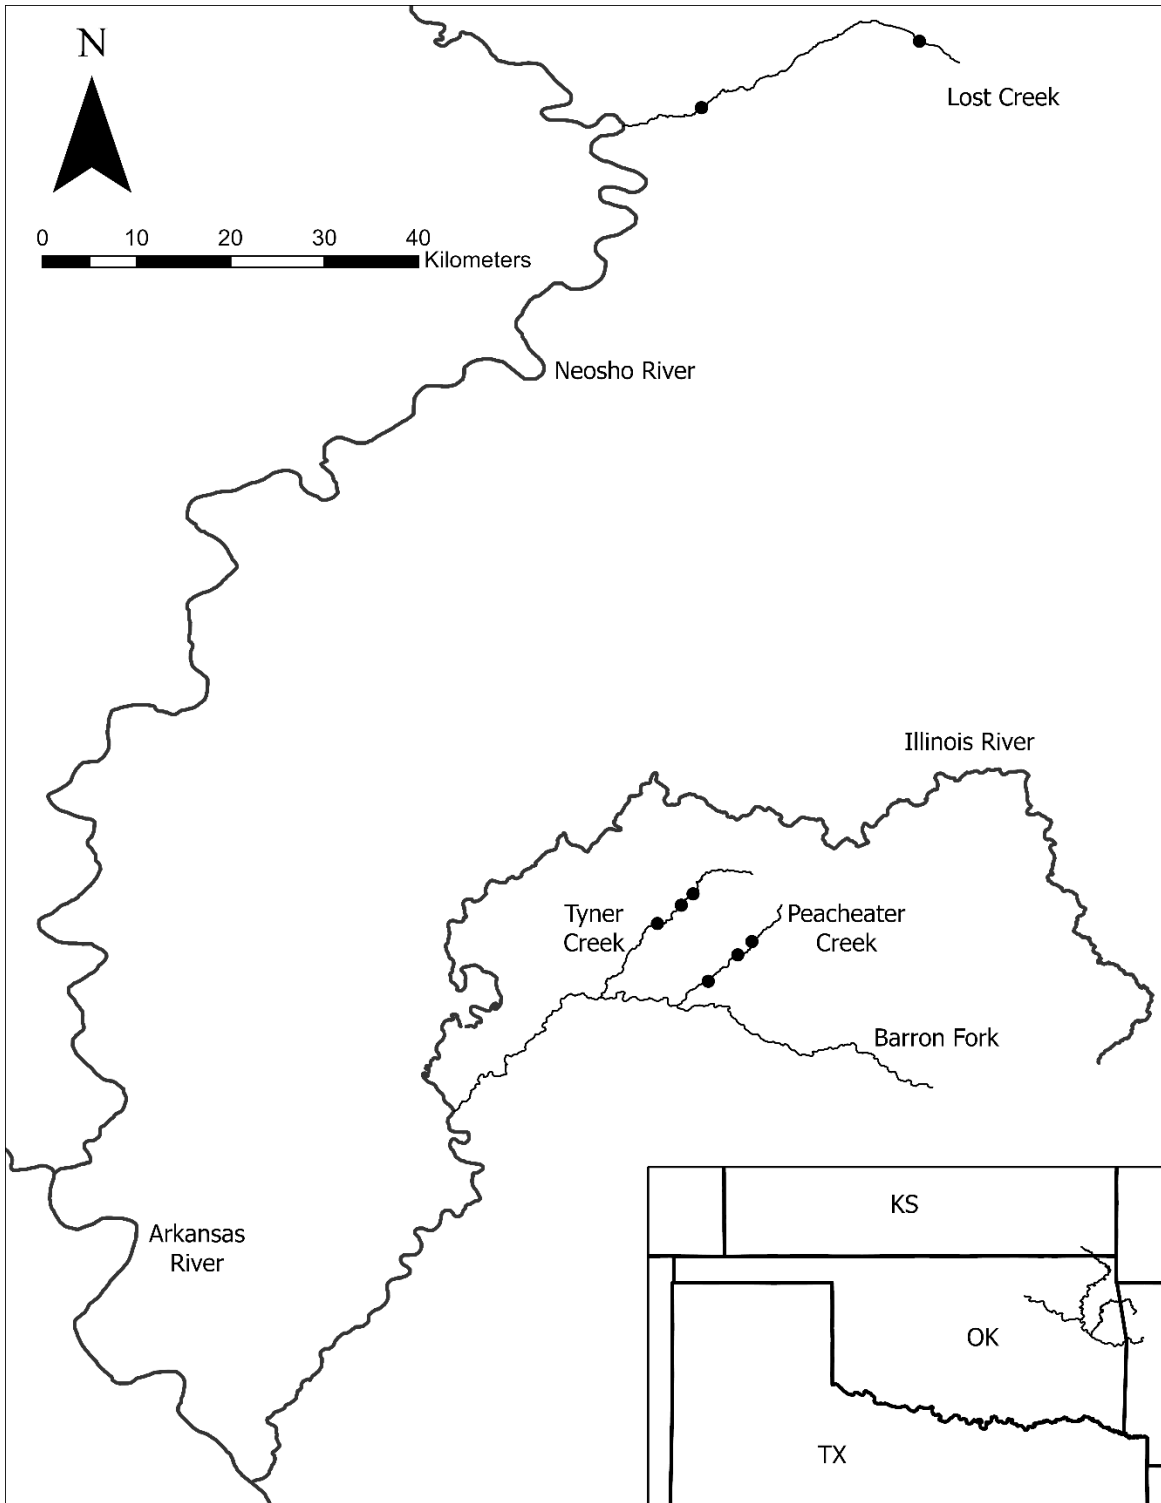 N
Lost Creek
0 10 20 30 40
Kilometers
Neosho River
Illinois River
Tyner
Creek
Peacheater
Creek
Barron Fork
Arkansas
River
KS
OK
TX